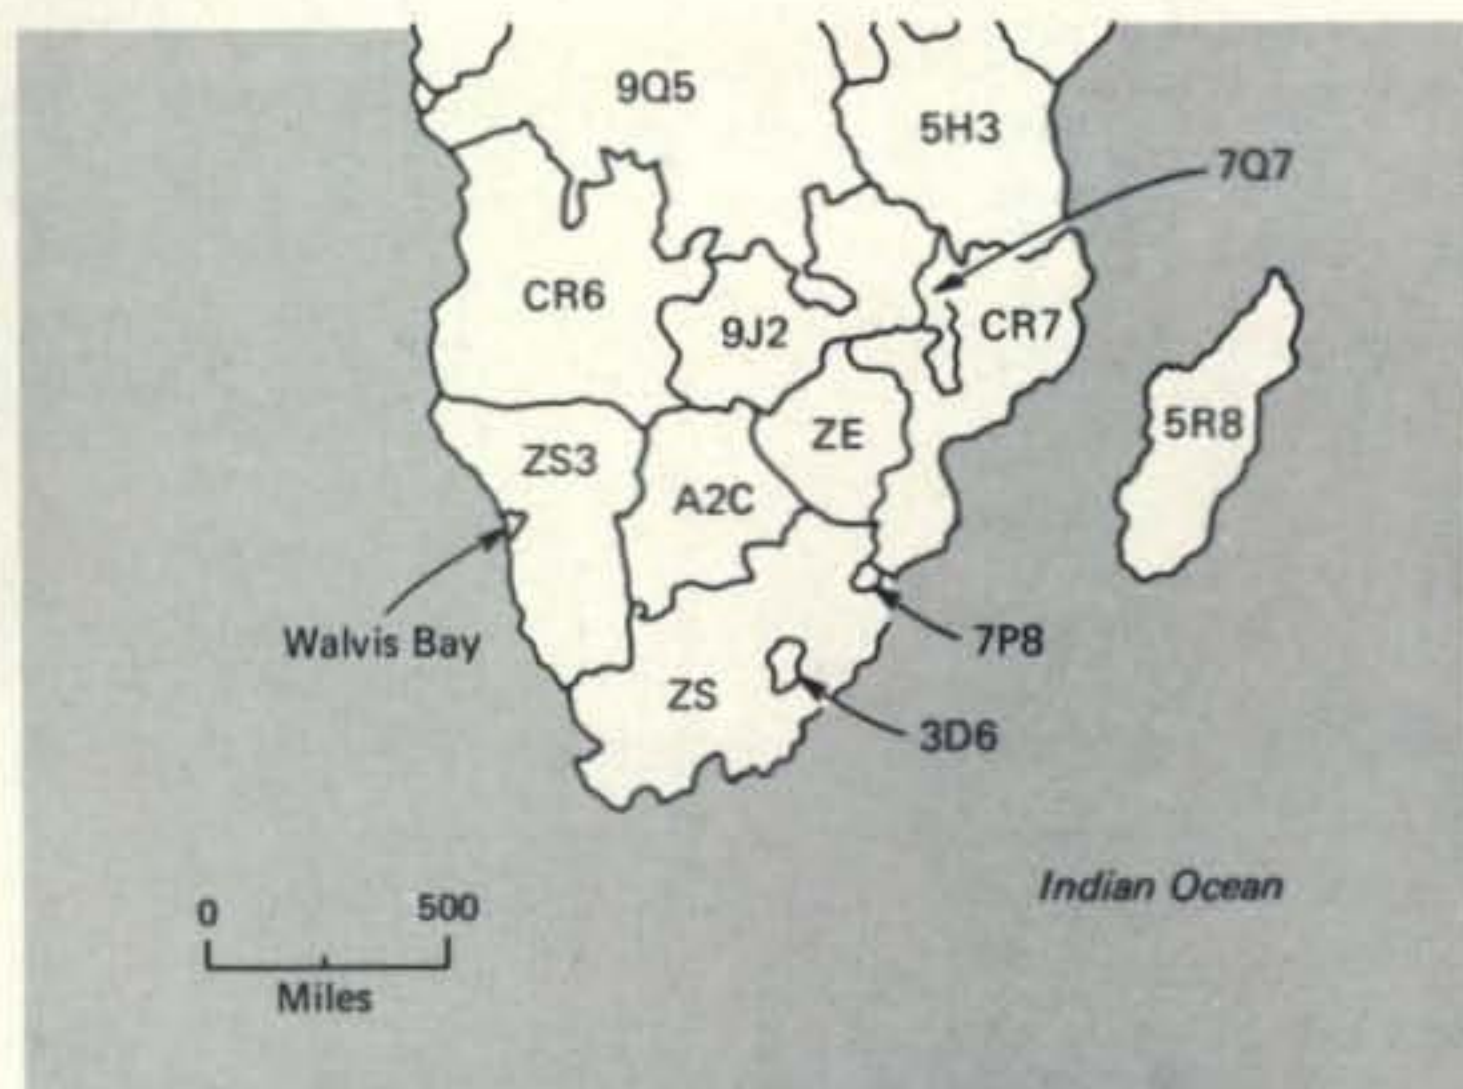 9Q5
5H3
7Q7
CR6
9J2
CR7
5R8
ZE
ZS3
A2C
Walvis Bay
7P8
ZS
3D6
Indian Ocean
0 500
Miles